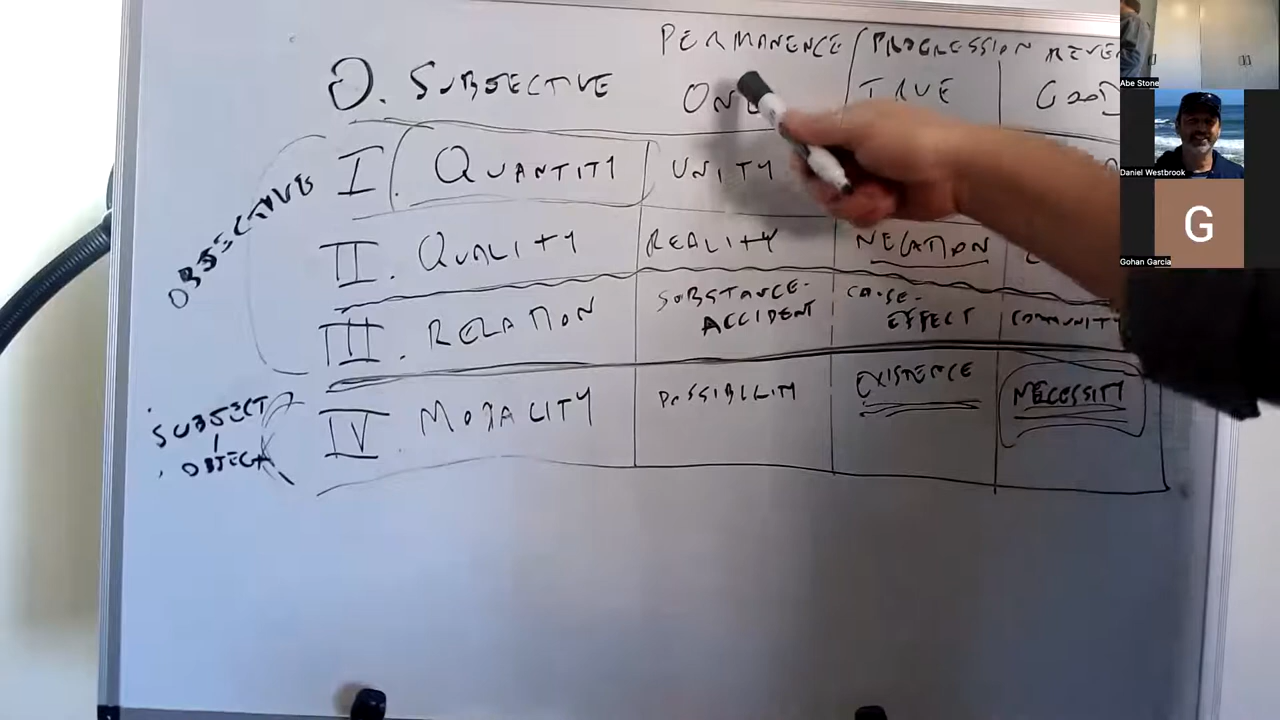 PERMANENCE / PROGRESSION
0. SUBJECTIVE ONE TRUE GOOD
I. QUANTITY UNITY
II. QUALITY REALITY NEGATION
III. RELATION SUBSTANCE- ACCIDENT CAUSE- EFFECT COMMUNITY
IV. MODALITY POSSIBILITY EXISTENCE NECESSITY
OBJECTIVE
SUBJECT
OBJECT
Abe Stone
Daniel Westbrook
G
Gohan Garcia